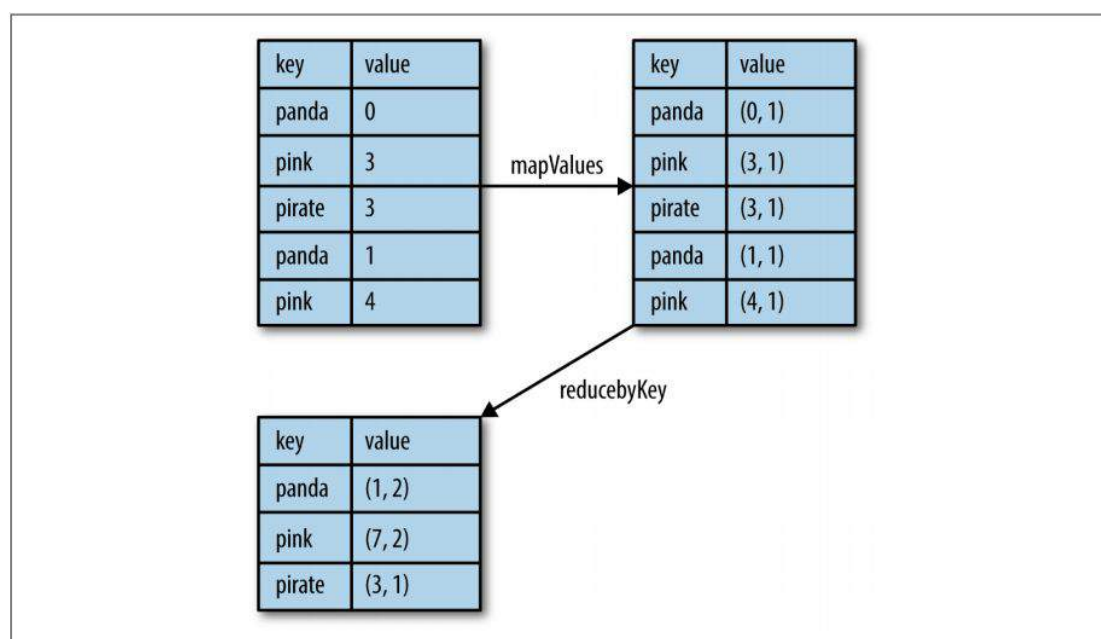 key value
panda 0
pink 3
pirate 3
panda 1
pink 4
mapValues
key value
panda (0, 1)
pink (3, 1)
pirate (3, 1)
panda (1, 1)
pink (4, 1)
reducebyKey
key value
panda (1, 2)
pink (7, 2)
pirate (3, 1)